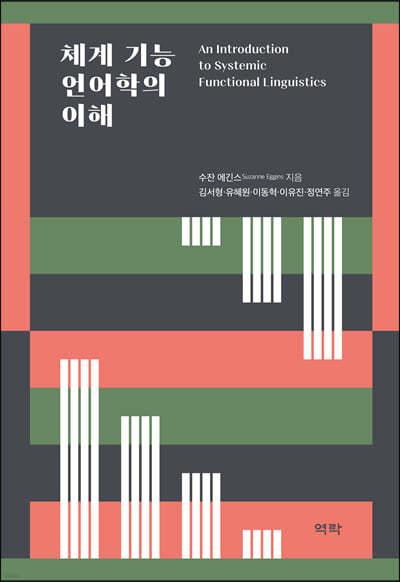 체계 기능
언어학의
이해
An Introduction
to Systemic
Functional Linguistics
수잔 에긴스 Suzanne Eggins 지음
김서형·유혜원·이동혁·이유진·정연주 옮김
역락